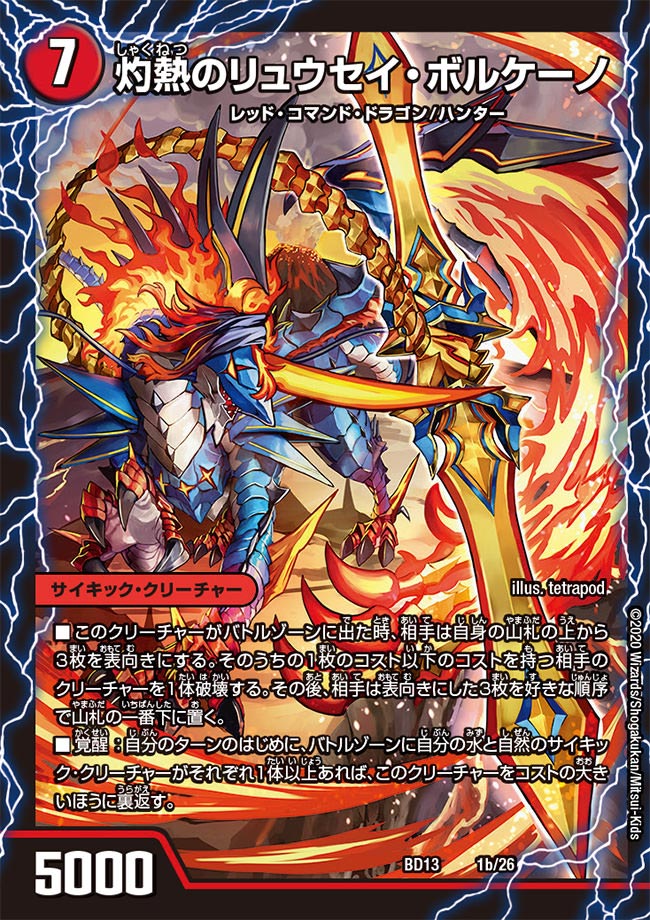 7
しゃくねつ
灼熱のリュウセイ・ボルケーノ
レッド・コマンド・ドラゴン/ハンター
サイキック・クリーチャー
illus. tetrapod
■このクリーチャーがバトルゾーンに出た時、相手は自身の山札の上から
3枚を表向きにする。そのうちの1枚のコスト以下のコストを持つ相手の
クリーチャーを1体破壊する。その後、相手は表向きにした3枚を好きな順序
で山札の一番下に置く。
■覚醒：自分のターンのはじめに、バトルゾーンに自分の水と自然のサイキッ
ク・クリーチャーがそれぞれ1体以上あれば、このクリーチャーをコストの大き
いほうに裏返す。
©2020 Wizards/Shogakukan/Mitsui-Kids
5000
BD13 1b/26